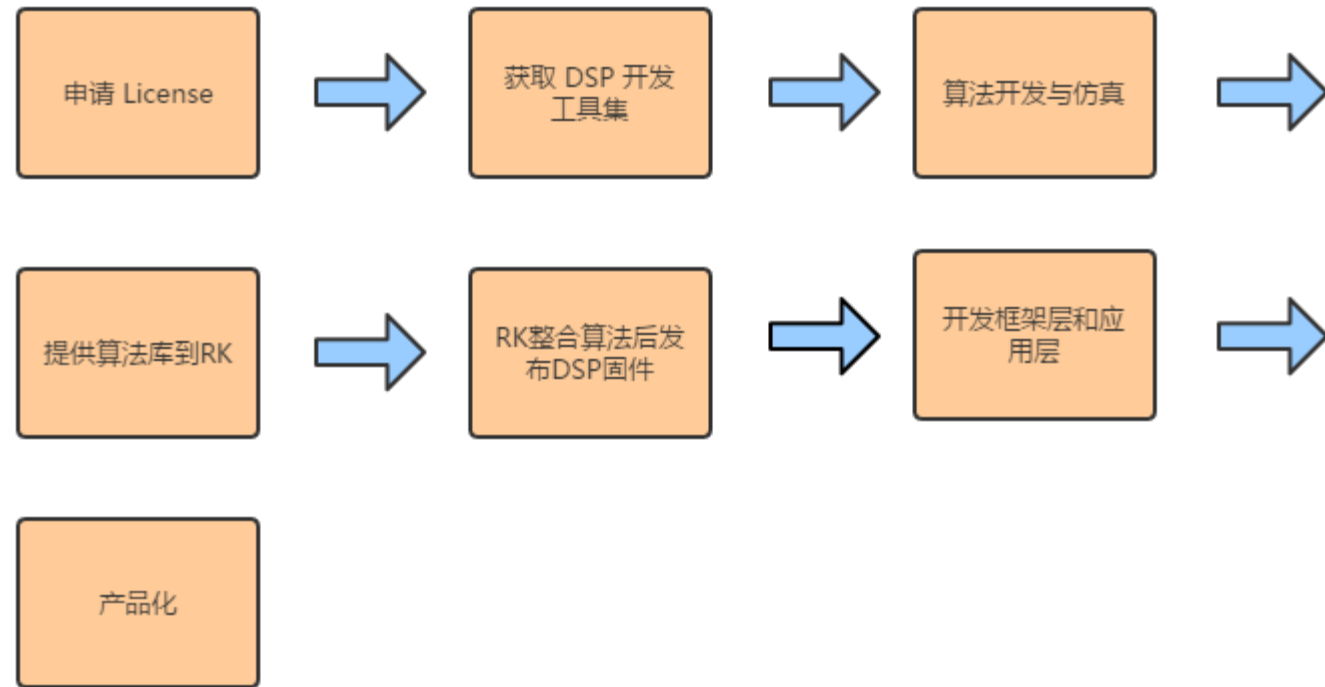 申请 License
获取 DSP 开发
工具集
算法开发与仿真
提供算法库到RK
RK整合算法后发
布DSP固件
开发框架层和应
用层
产品化